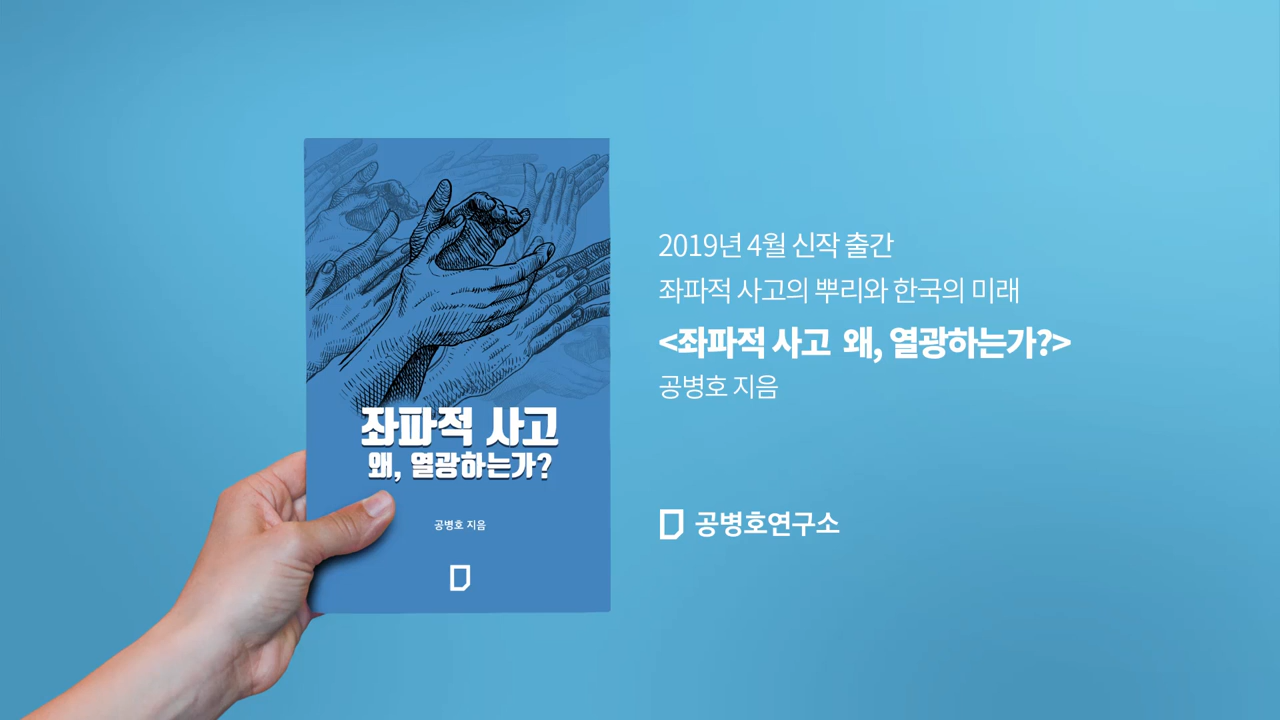 좌파적 사고
왜, 열광하는가?
공병호 지음
2019년 4월 신작 출간
좌파적 사고의 뿌리와 한국의 미래
<좌파적 사고 왜, 열광하는가?>
공병호 지음
공병호연구소